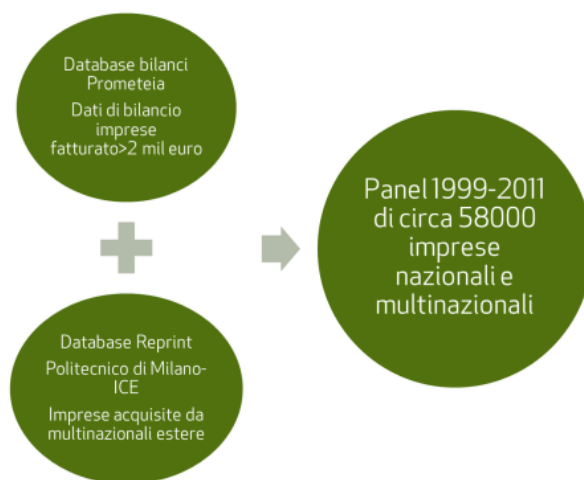 Database bilanci
Prometeia
Dati di bilancio
imprese
fatturato>2 mil euro
Database Reprint
Politecnico di Milano-
ICE
Imprese acquisite da
multinazionali estere
Panel 1999-2011
di circa 58000
imprese
nazionali e
multinazionali